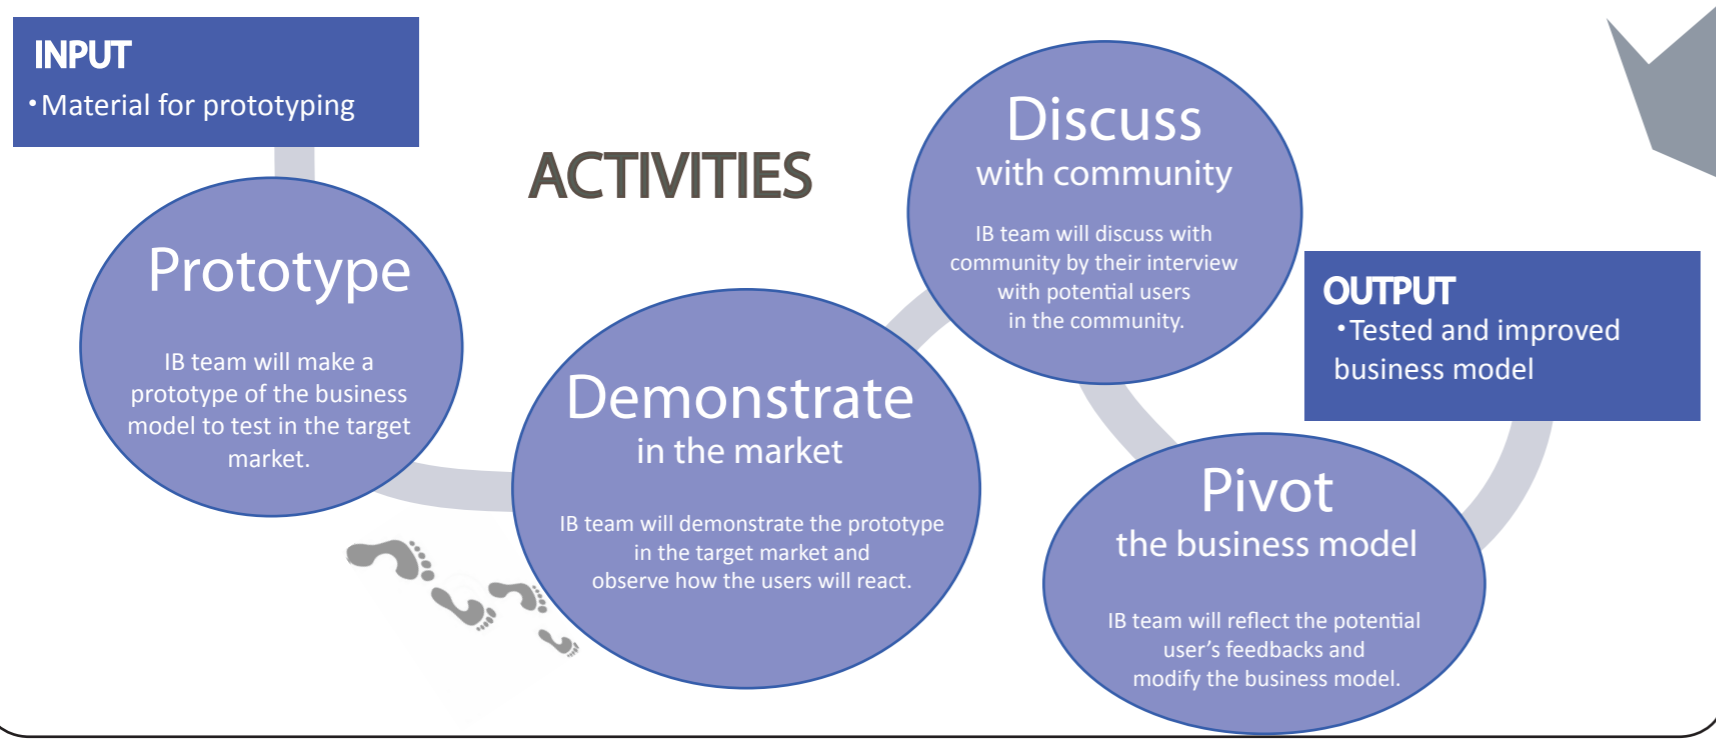 INPUT
•Material for prototyping
ACTIVITIES
Prototype
IB team will make a
prototype of the business
model to test in the target
market.
Demonstrate
in the market
IB team will demonstrate the prototype
in the target market and
observe how the users will react.
Discuss
with community
IB team will discuss with
community by their interview
with potential users
in the community.
Pivot
the business model
IB team will reflect the potential
user's feedbacks and
modify the business model.
OUTPUT
•Tested and improved
business model